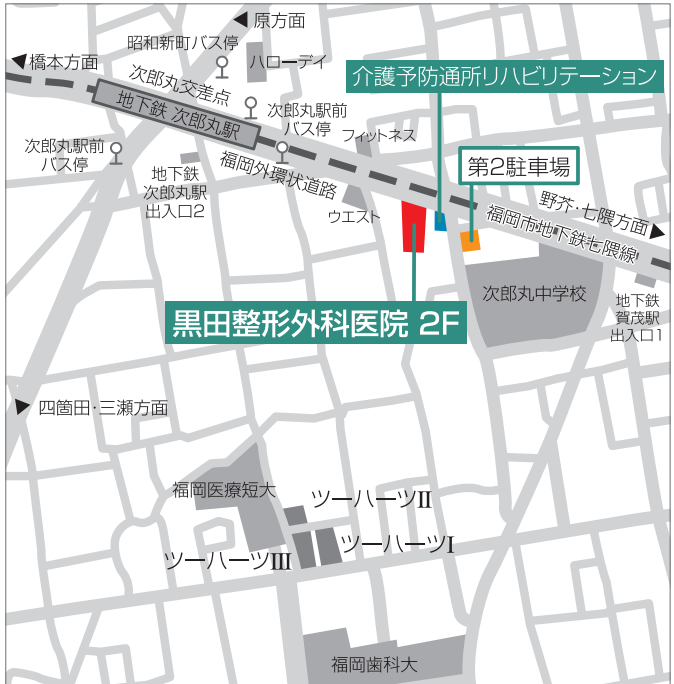 ◀原方面
昭和新町バス停
ハローデイ
◀橋本方面
次郎丸交差点
介護予防通所リハビリテーション
地下鉄 次郎丸駅
次郎丸駅前
バス停
フィットネス
次郎丸駅前
バス停
福岡外環状道路
第2駐車場
地下鉄
次郎丸駅
出入口2
ウエスト
野芥・七隈方面▶
福岡市地下鉄七隈線
次郎丸中学校
地下鉄
賀茂駅
出入口1
黒田整形外科医院 2F
◀四箇田・三瀬方面
福岡医療短大
ツーハーツⅡ
ツーハーツⅠ
ツーハーツⅢ
福岡歯科大